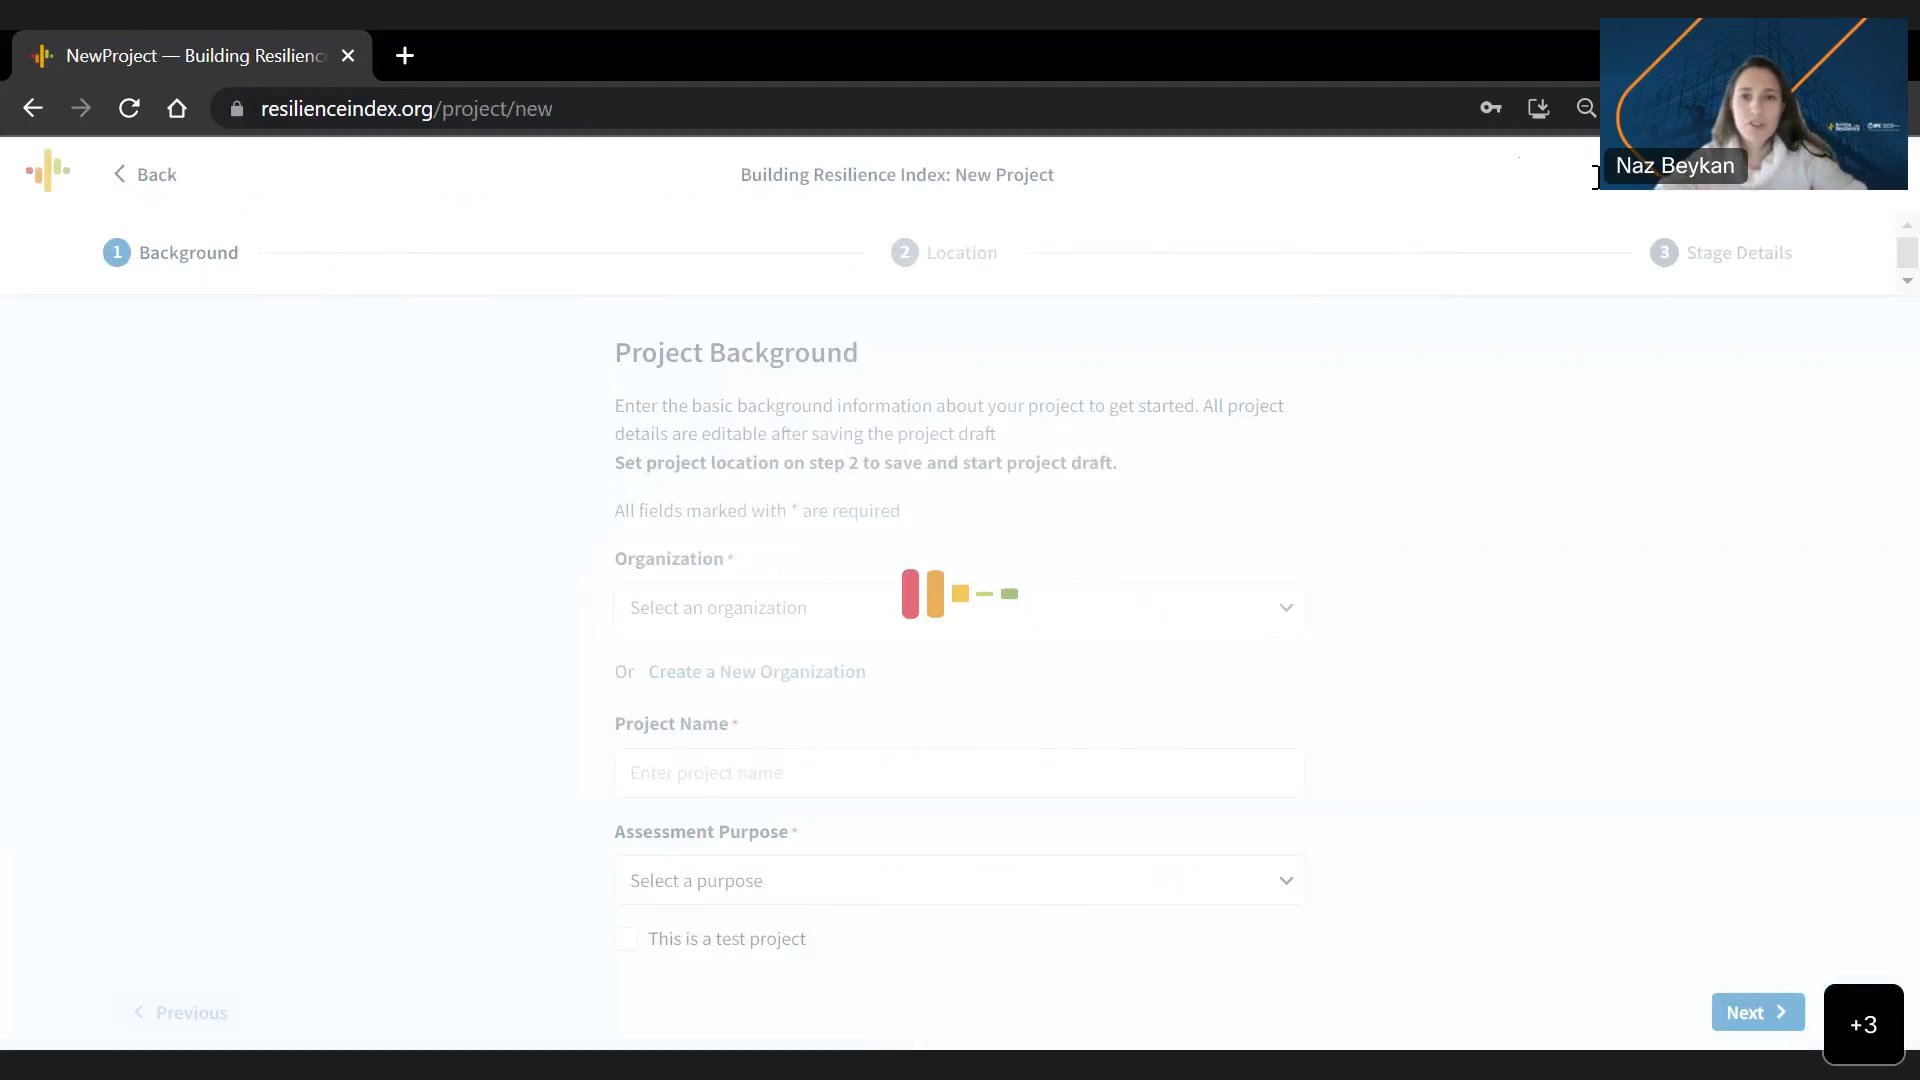 NewProject — Building Resilienc
resilienceindex.org/project/new
Naz Beykan
Back
Building Resilience Index: New Project
1 Background
2 Location
3 Stage Details
Project Background
Enter the basic background information about your project to get started. All project
details are editable after saving the project draft
Set project location on step 2 to save and start project draft.
All fields marked with * are required
Organization *
Select an organization
Or Create a New Organization
Project Name *
Enter project name
Assessment Purpose *
Select a purpose
This is a test project
Previous
Next
+3